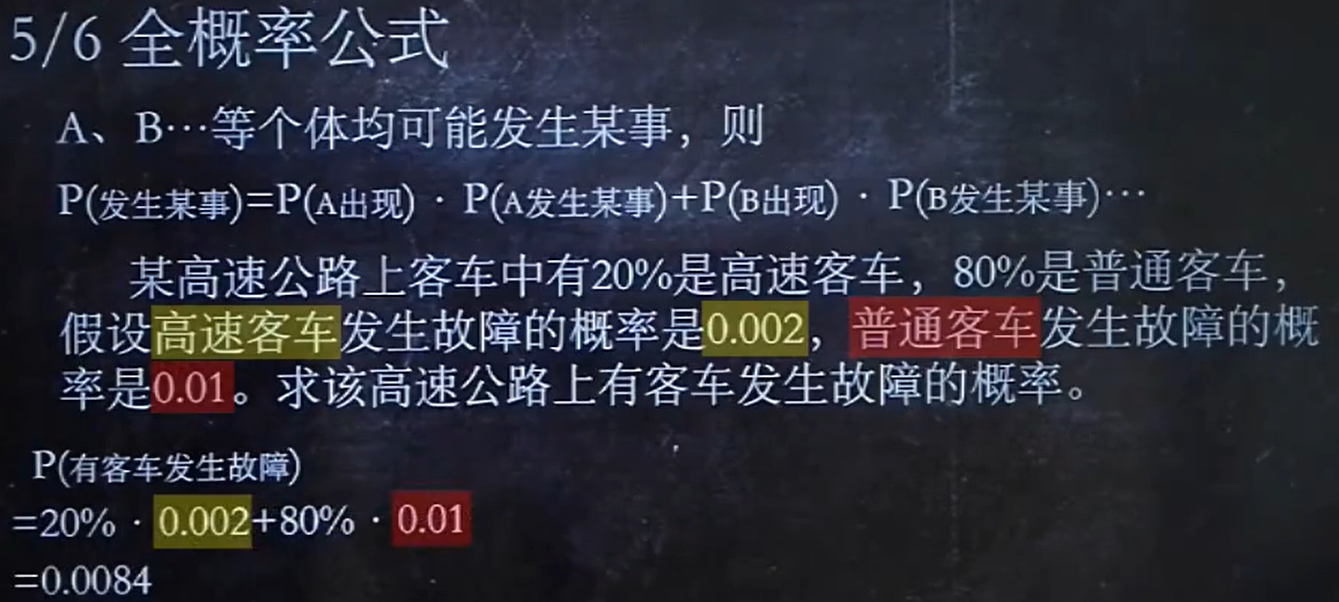 5/6 全概率公式
A、B…等个体均可能发生某事，则
P(发生某事)=P(A出现) · P(A发生某事)+P(B出现) · P(B发生某事)…
某高速公路上客车中有20%是高速客车，80%是普通客车，
假设高速客车发生故障的概率是0.002，普通客车发生故障的概
率是0.01。求该高速公路上有客车发生故障的概率。
P(有客车发生故障)
=20% · 0.002+80% · 0.01
=0.0084